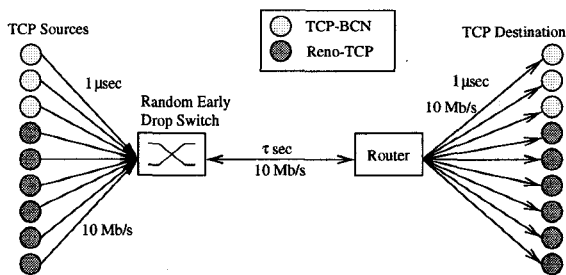 TCP Sources
TCP-BCN
Reno-TCP
TCP Destination
1 μsec
1 μsec
10 Mb/s
Random Early
Drop Switch
τ sec
10 Mb/s
Router
10 Mb/s